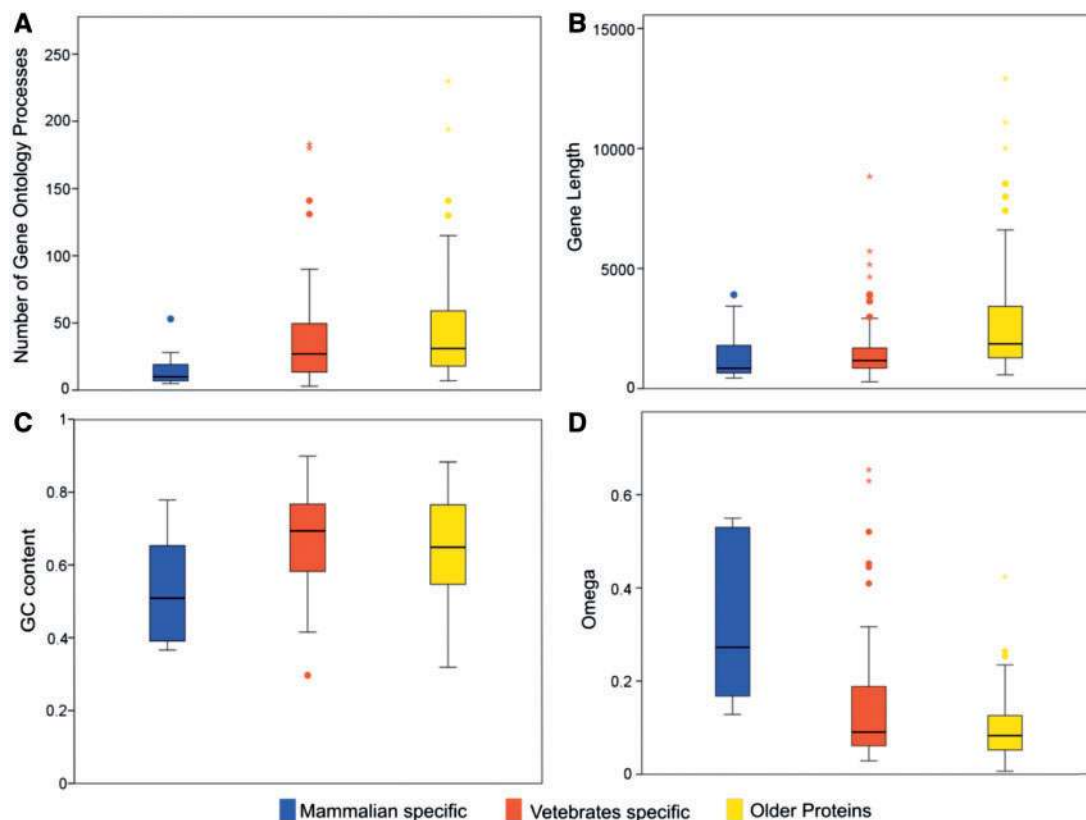 A
Number of Gene Ontology Processes
250
200
150
100
50
0
B
Gene Length
15000
10000
5000
0
C
GC content
1
0.8
0.6
0.4
0.2
0
D
Omega
0.6
0.4
0.2
0
Mammalian specific
Vetebrates specific
Older Proteins